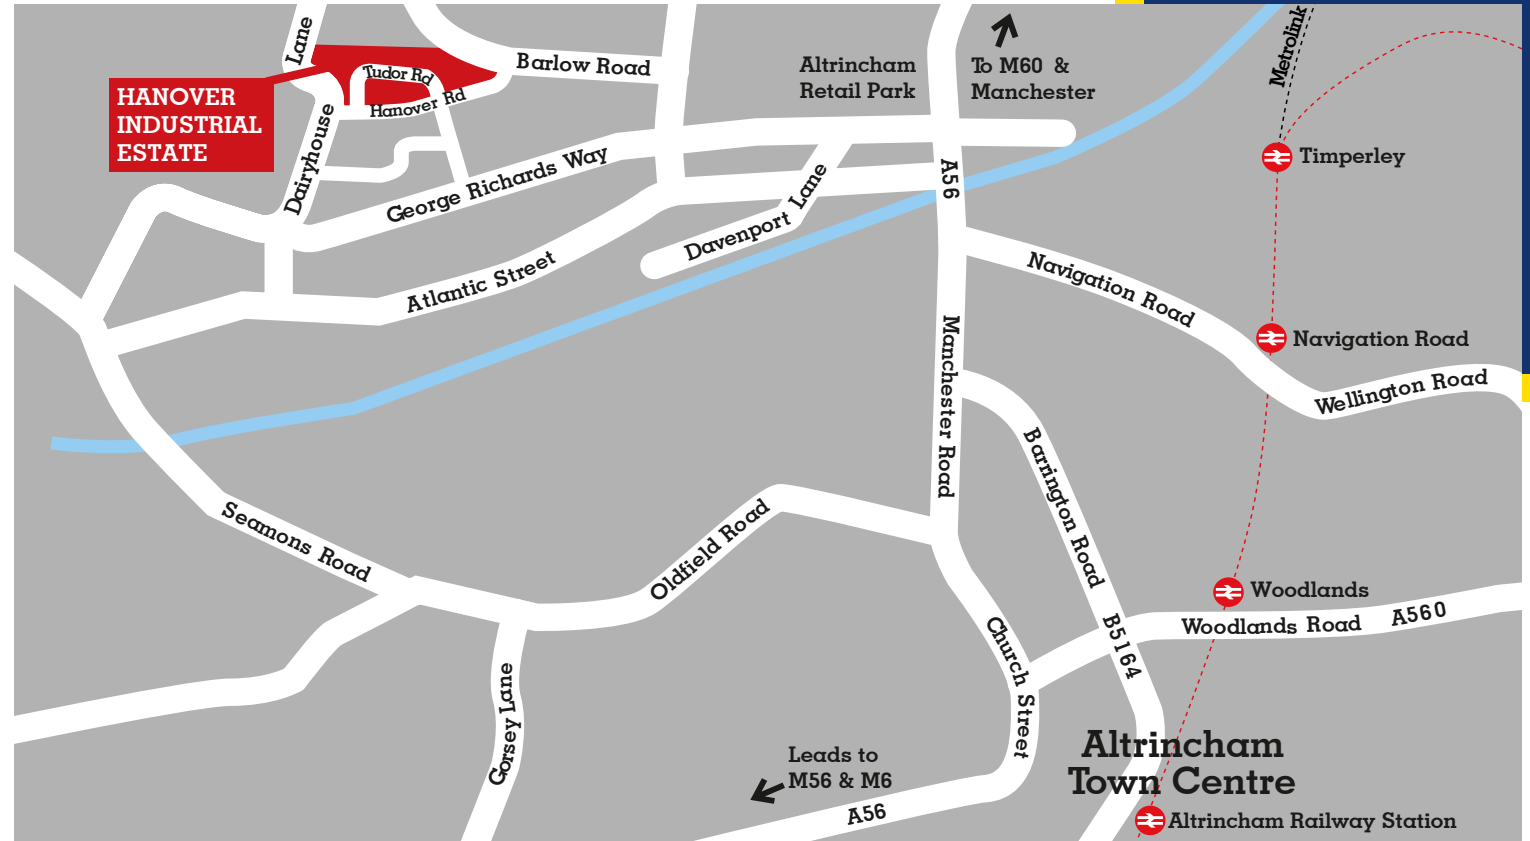 Lane
Metrolink
Barlow Road
Altrincham
Retail Park
To M60 &
Manchester
Tudor Rd
Hanover Rd
HANOVER
INDUSTRIAL
ESTATE
Dairyhouse
George Richards Way
Timperley
A56
Davenport Lane
Atlantic Street
Navigation Road
Navigation Road
Manchester Road
Wellington Road
Barrington Road
B5164
Seamons Road
Oldfield Road
Woodlands
Woodlands Road
A560
Church Street
Gorsey Lane
Altrincham
Town Centre
Leads to
M56 & M6
A56
Altrincham Railway Station